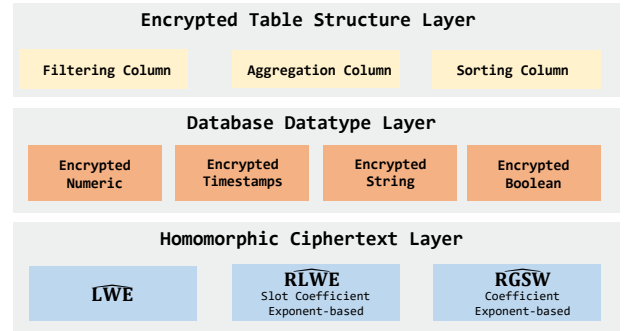 Encrypted Table Structure Layer
Filtering Column
Aggregation Column
Sorting Column
Database Datatype Layer
Encrypted
Numeric
Encrypted
Timestamps
Encrypted
String
Encrypted
Boolean
Homomorphic Ciphertext Layer
LWE
RLWE
Slot Coefficient
Exponent-based
RGSW
Coefficient
Exponent-based